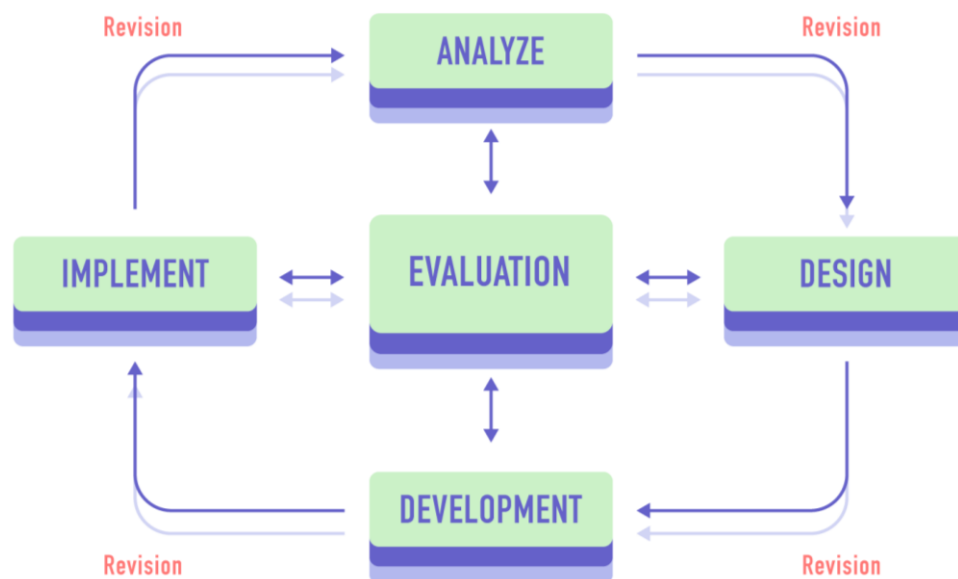 Revision
Revision
ANALYZE
IMPLEMENT
EVALUATION
DESIGN
DEVELOPMENT
Revision
Revision